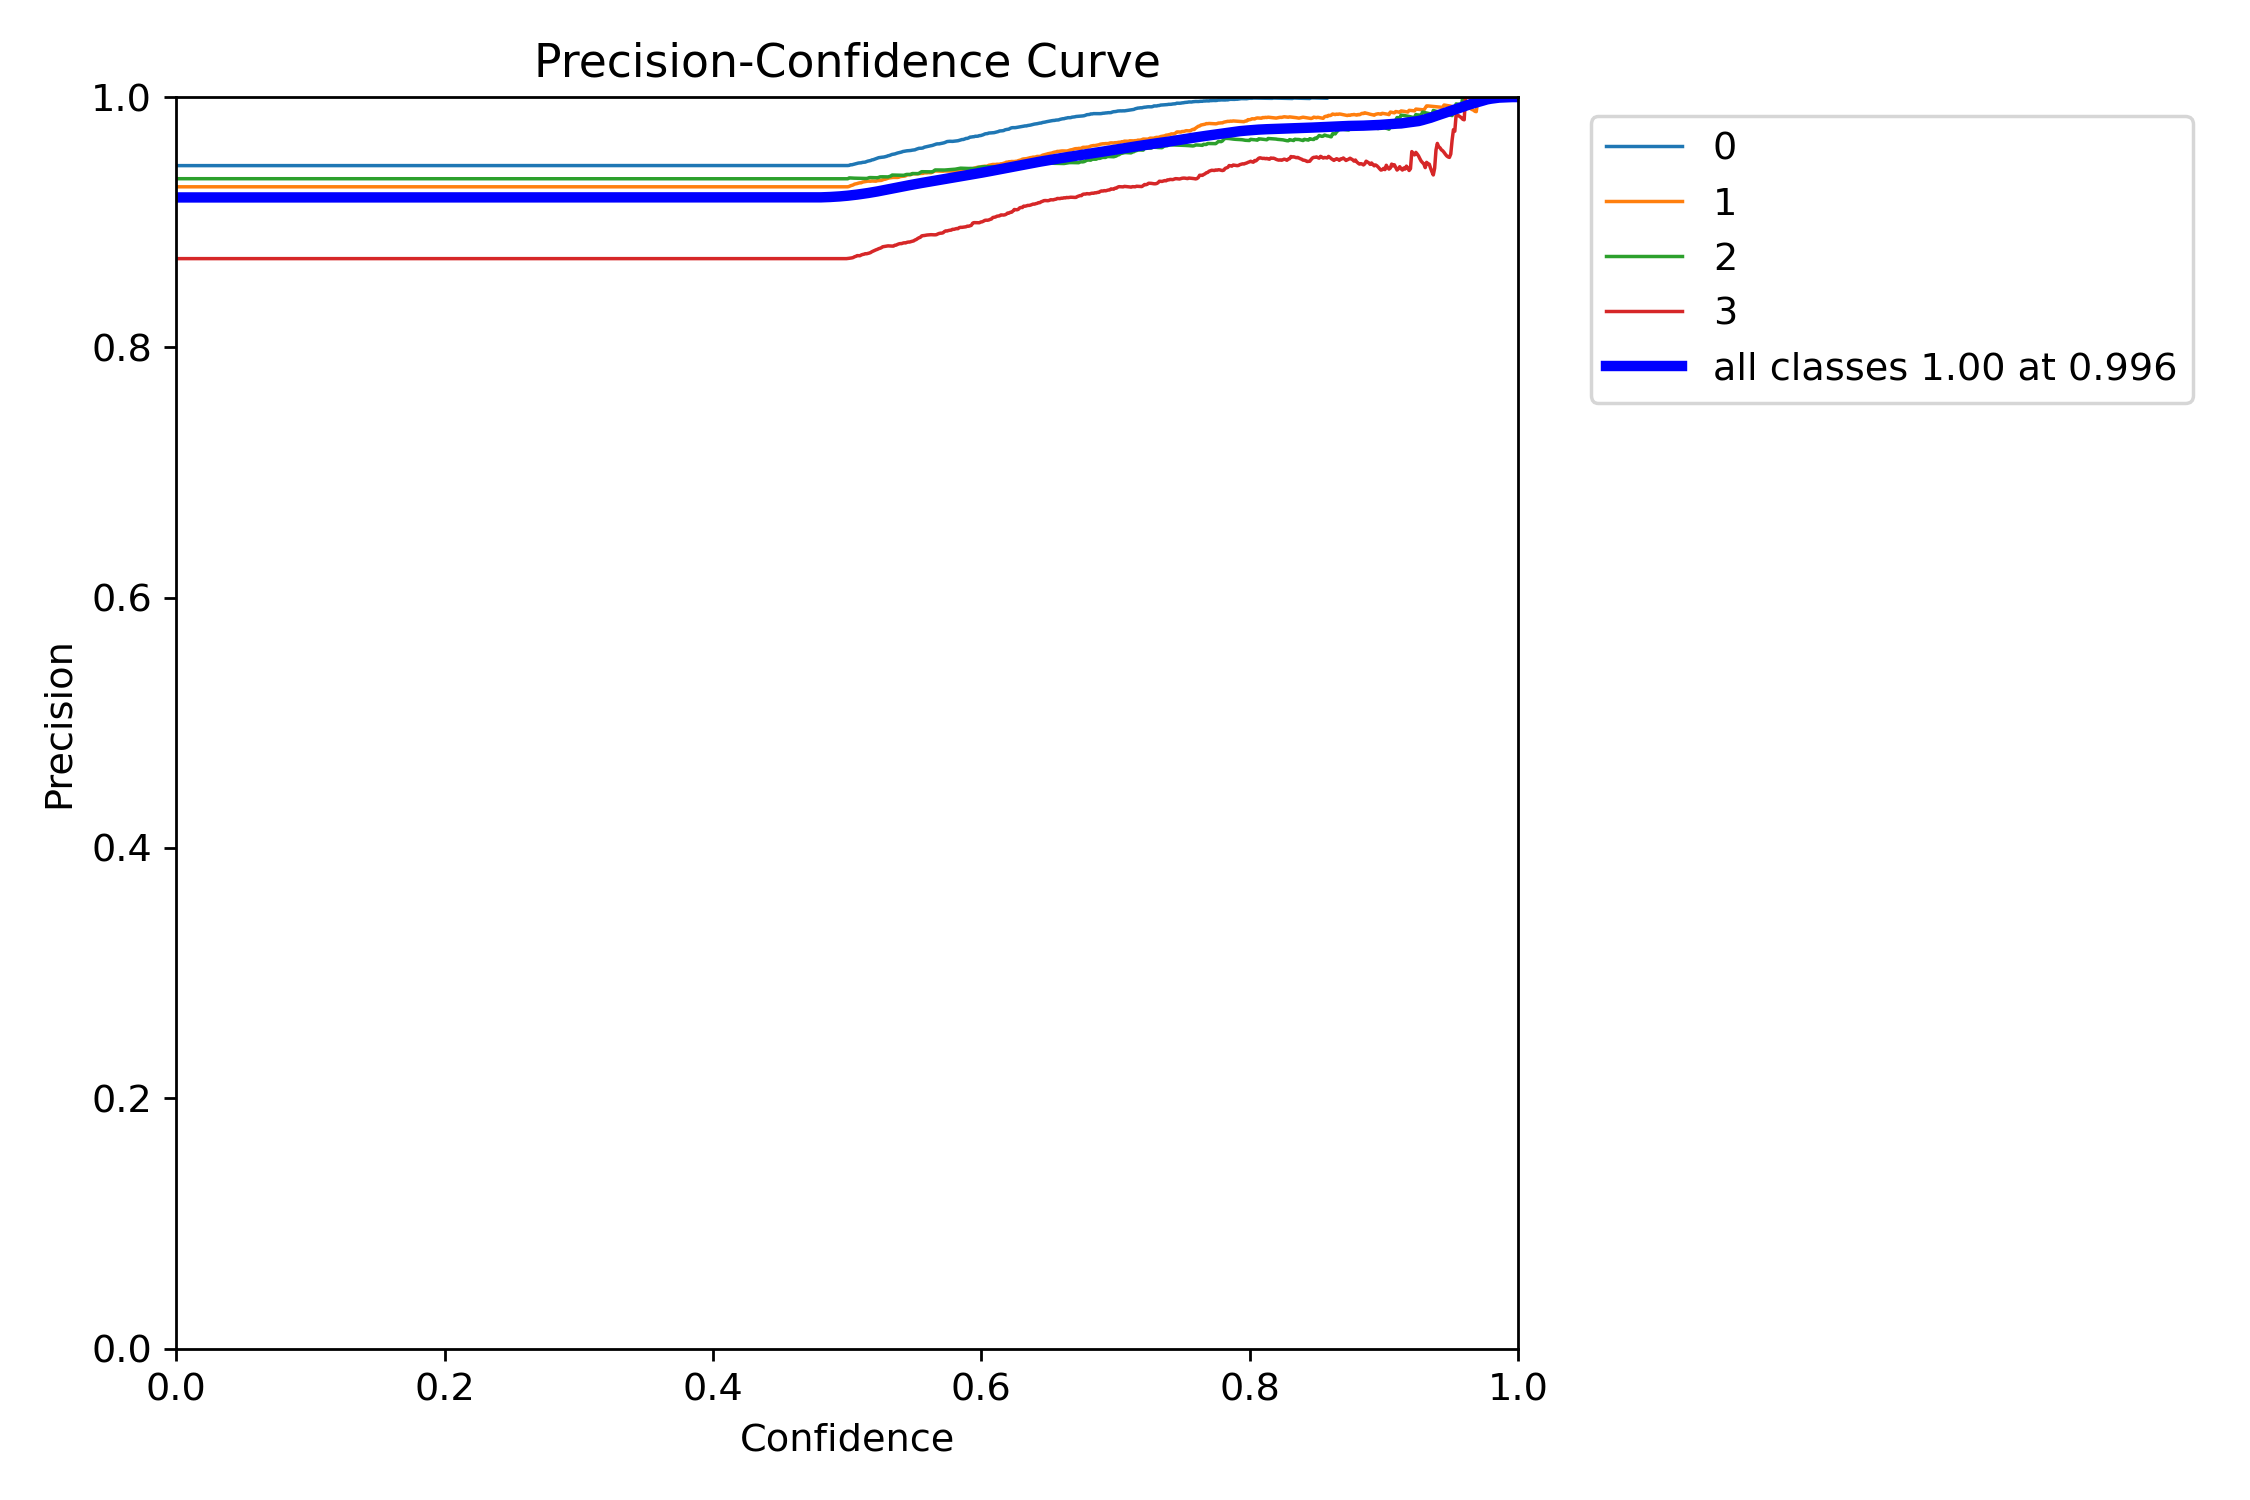 Precision-Confidence Curve
1.0
0.8
0.6
0.4
0.2
0.0
Precision
0.0 0.2 0.4 0.6 0.8 1.0
Confidence
0
1
2
3
all classes 1.00 at 0.996